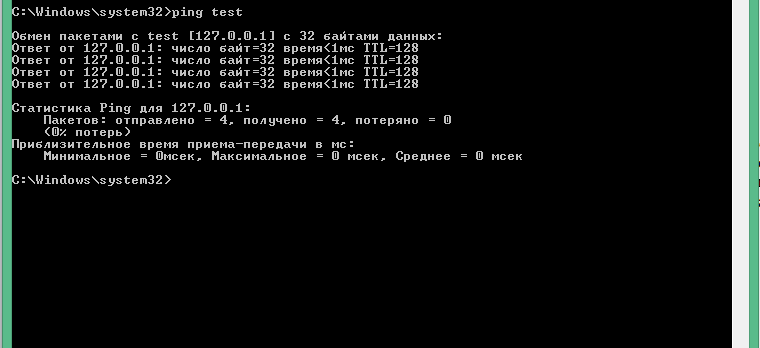 C:\Windows\system32>ping test
Обмен пакетами с test [127.0.0.1] с 32 байтами данных:
Ответ от 127.0.0.1: число байт=32 время<1мс TTL=128
Ответ от 127.0.0.1: число байт=32 время<1мс TTL=128
Ответ от 127.0.0.1: число байт=32 время<1мс TTL=128
Ответ от 127.0.0.1: число байт=32 время<1мс TTL=128
Статистика Ping для 127.0.0.1:
Пакетов: отправлено = 4, получено = 4, потеряно = 0
(0% потерь)
Приблизительное время приема-передачи в мс:
Минимальное = 0мсек, Максимальное = 0 мсек, Среднее = 0 мсек
C:\Windows\system32>